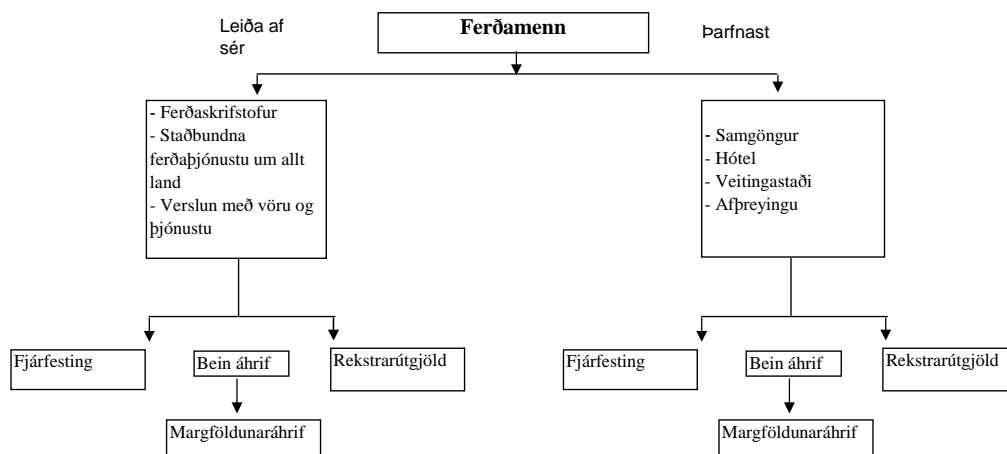 Leiða af
sér
Ferðamenn
Þarfnast
- Ferðaskrifstofur
- Staðbundna
ferðaþjónustu um allt
land
- Verslun með vöru og
þjónustu
- Samgöngur
- Hótel
- Veitingastaði
- Afþreyingu
Fjárfesting
Bein áhrif
Rekstrarútgjöld
Fjárfesting
Bein áhrif
Rekstrarútgjöld
Margföldunaráhrif
Margföldunaráhrif